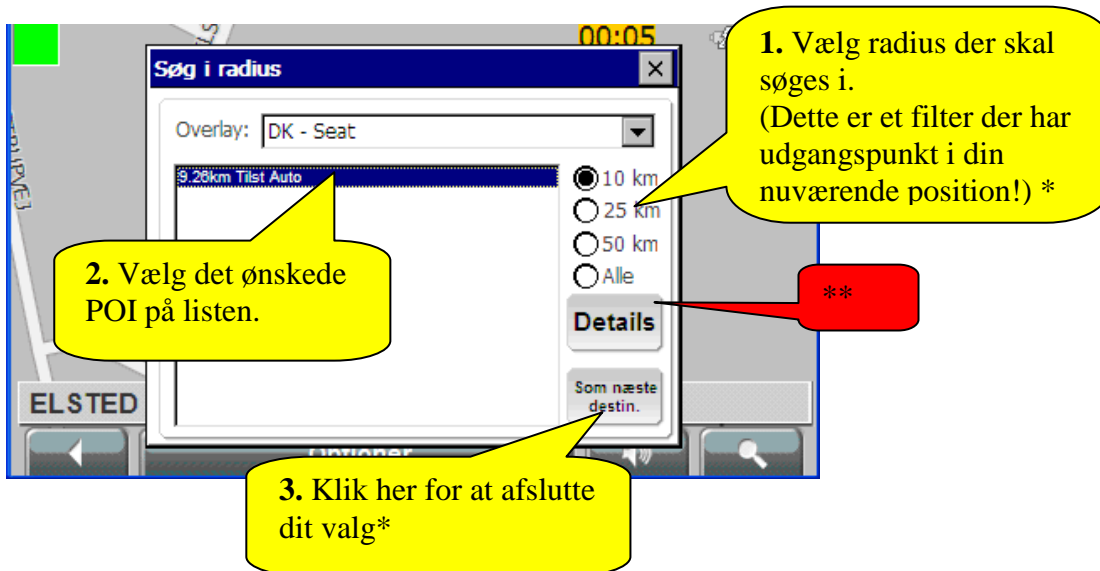 00:05
Søg i radius
Overlay: DK - Seat
9.26km Tilst Auto
10 km
25 km
50 km
Alle
Details
Som næste
destin.
ELSTED
Optioner
1. Vælg radius der skal
søges i.
(Dette er et filter der har
udgangspunkt i din
nuværende position!) *
2. Vælg det ønskede
POI på listen.
**
3. Klik her for at afslutte
dit valg*